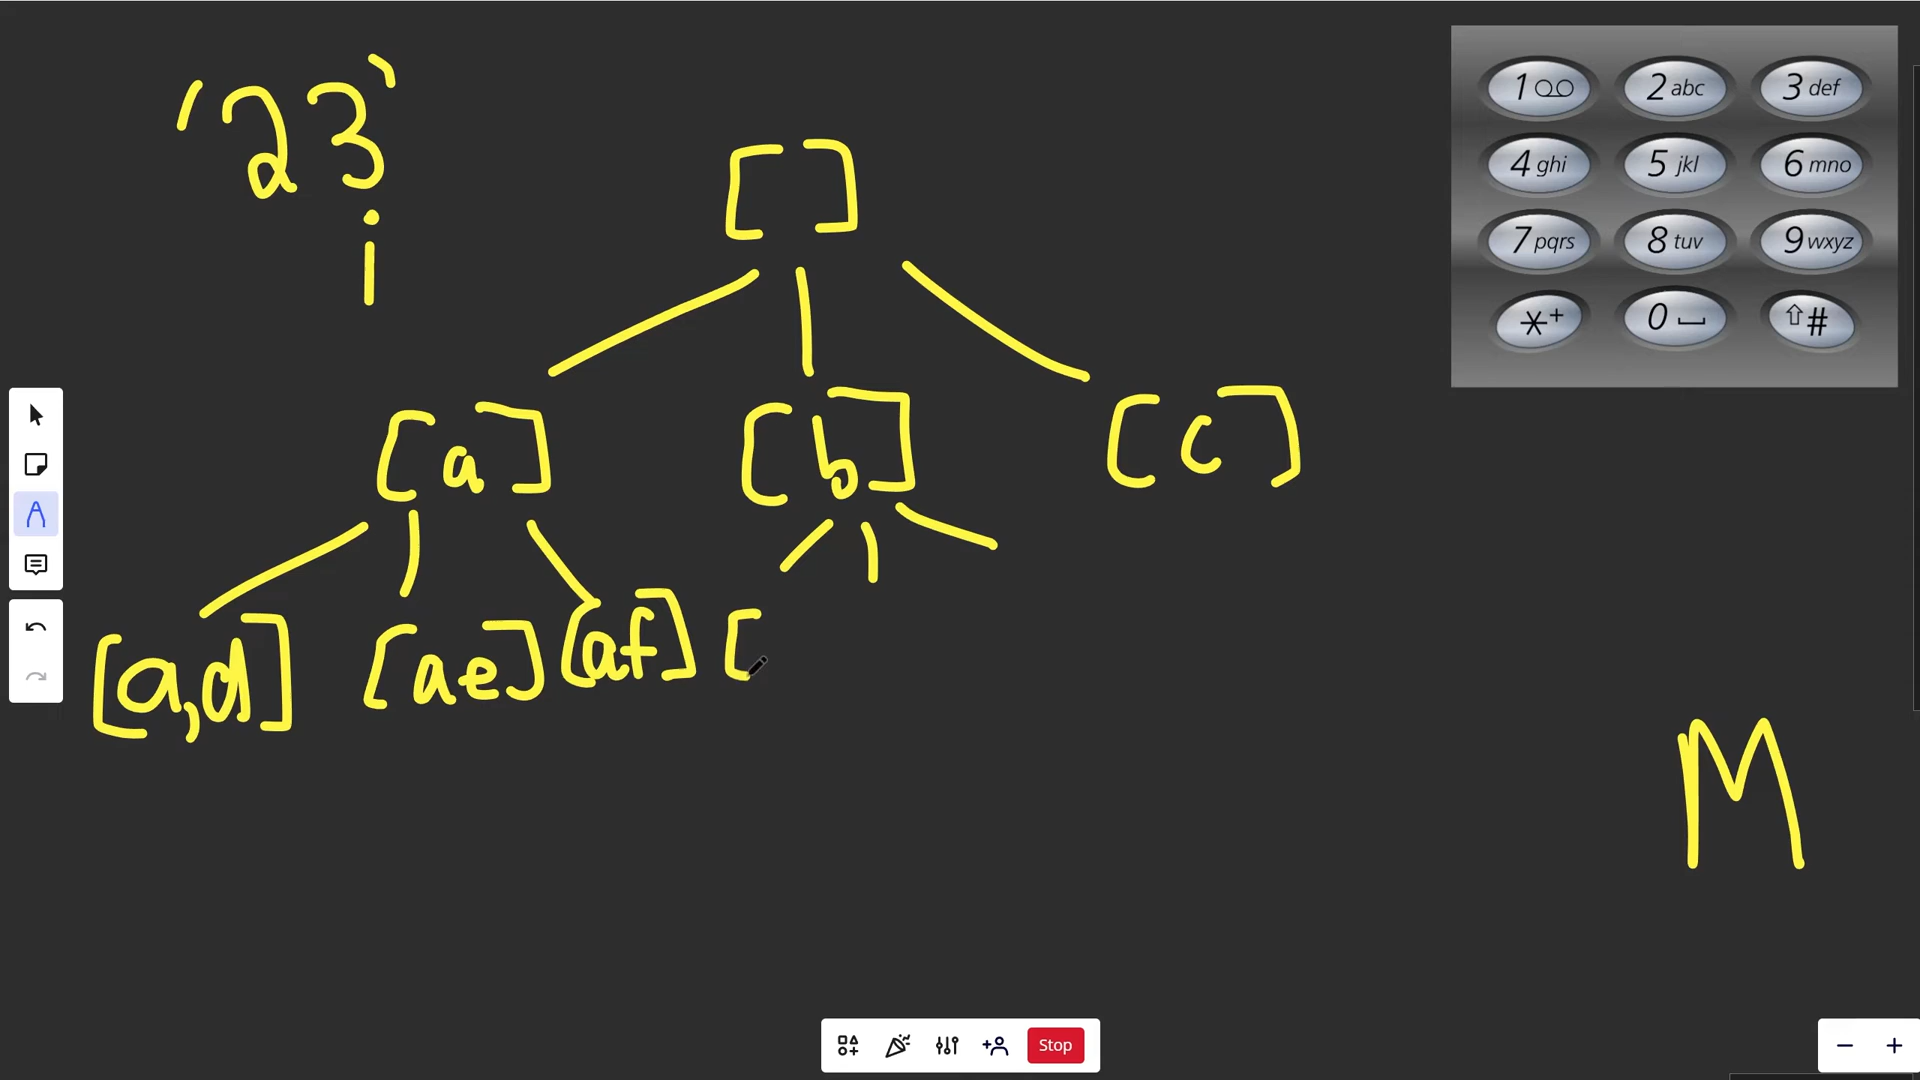 '23'
i
[ ]
[a] [b] [c]
[a,d] [ae] [af] [
M
1 2 abc 3 def
4 ghi 5 jkl 6 mno
7 pqrs 8 tuv 9 wxyz
*+ 0 ⇧#
Stop